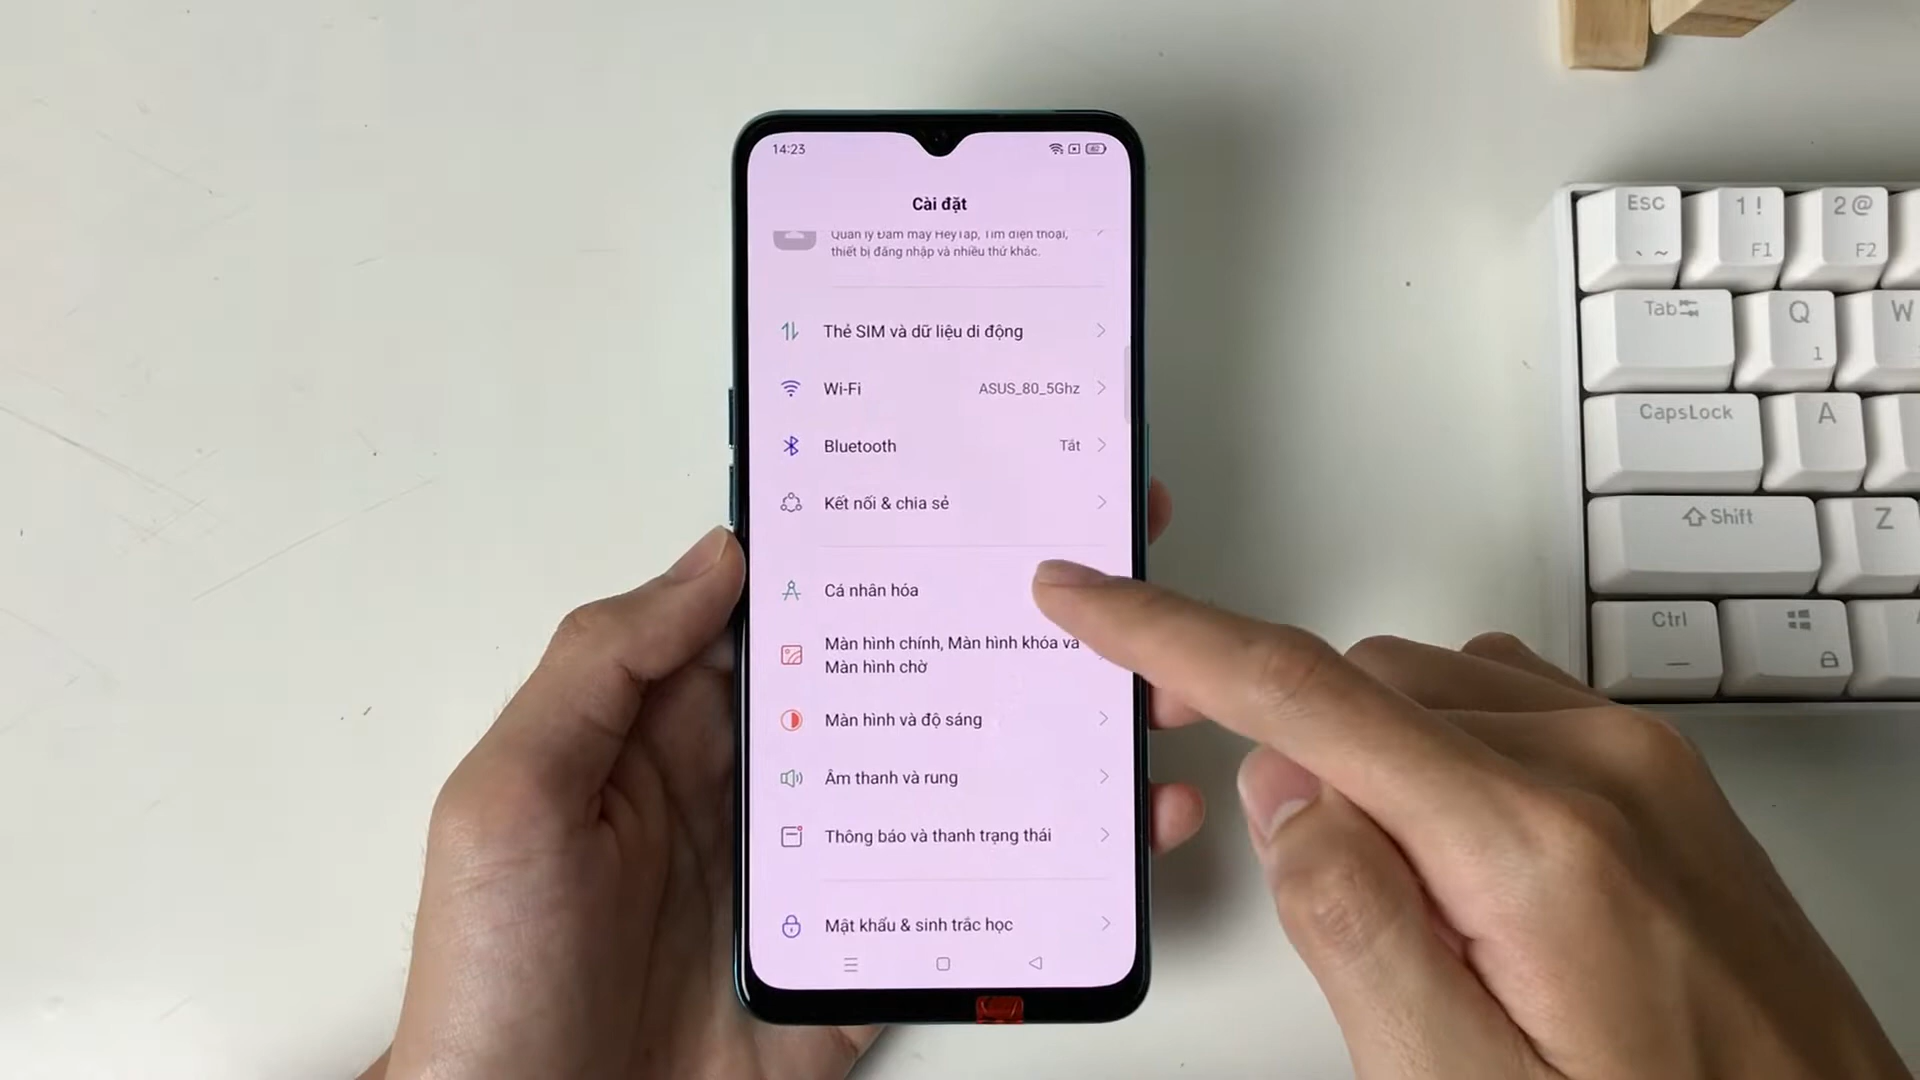 14:23
Cài đặt
Quản lý Đám mây HeyTap, Tìm điện thoại,
thiết bị đăng nhập và nhiều thứ khác.
Thẻ SIM và dữ liệu di động
Wi-Fi ASUS_80_5Ghz
Bluetooth Tắt
Kết nối & chia sẻ
Cá nhân hóa
Màn hình chính, Màn hình khóa và
Màn hình chờ
Màn hình và độ sáng
Âm thanh và rung
Thông báo và thanh trạng thái
Mật khẩu & sinh trắc học
Esc 1 ! 2 @
` ~ F1 F2
Tab Q W
1
CapsLock A
Shift Z
Ctrl